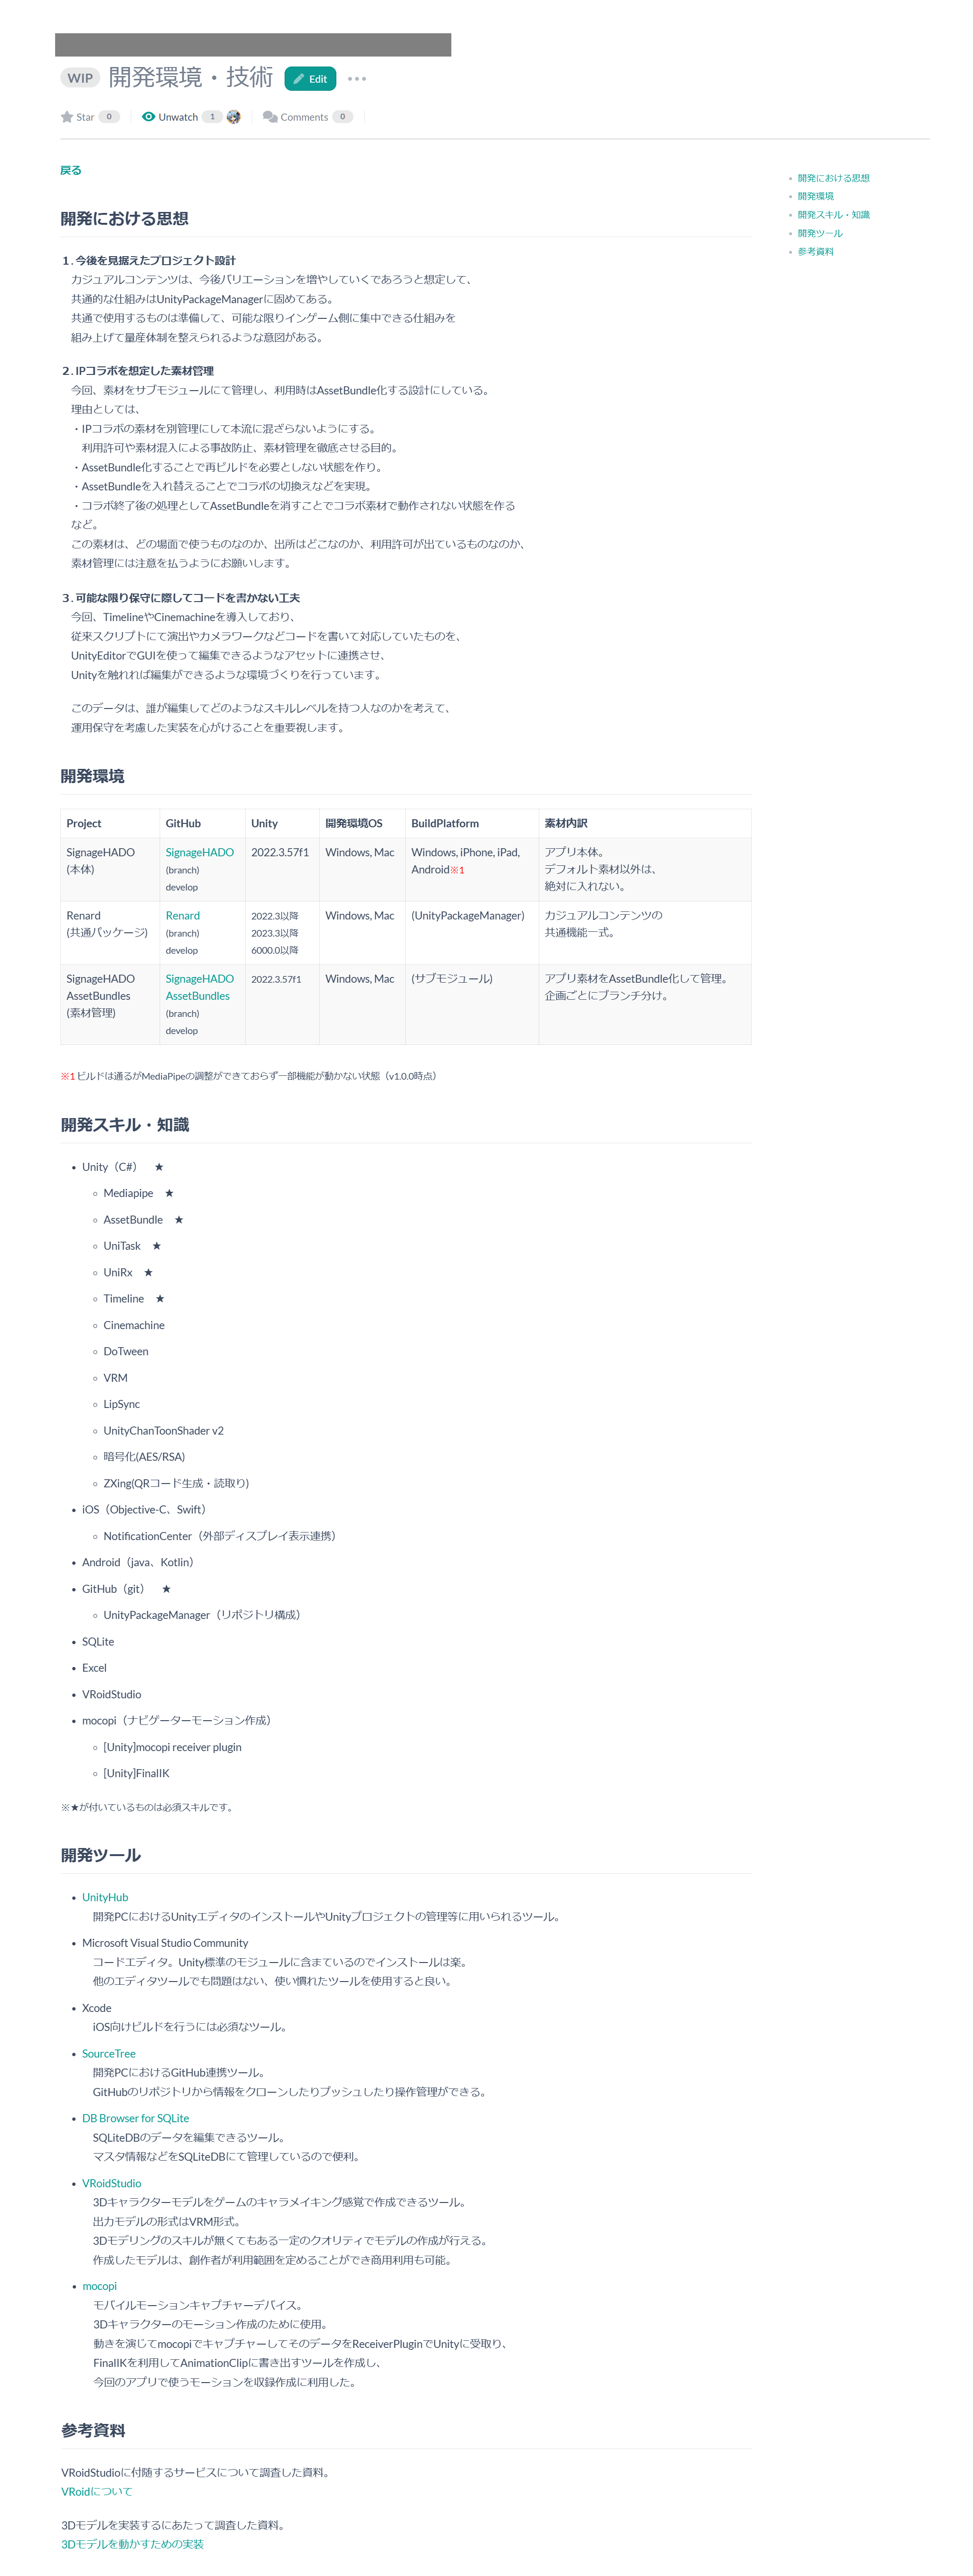 WIP 開発環境・技術 Edit
Star 0 Unwatch 1 Comments 0
戻る
開発における思想
開発環境
開発スキル・知識
開発ツール
参考資料
開発における思想
1. 今後を見据えたプロジェクト設計
カジュアルコンテンツは、今後バリエーションを増やしていくであろうと想定して、
共通的な仕組みはUnityPackageManagerに固めてある。
共通で使用するものは準備して、可能な限りインゲーム側に集中できる仕組みを
組み上げて量産体制を整えられるような意図がある。
2. IPコラボを想定した素材管理
今回、素材をサブモジュールにて管理し、利用時はAssetBundle化する設計にしている。
理由としては、
・IPコラボの素材を別管理にして本流に混ざらないようにする。
利用許可や素材混入による事故防止、素材管理を徹底させる目的。
・AssetBundle化することで再ビルドを必要としない状態を作り。
・AssetBundleを入れ替えることでコラボの切換えなどを実現。
・コラボ終了後の処理としてAssetBundleを消すことでコラボ素材で動作されない状態を作る
など。
この素材は、どの場面で使うものなのか、出所はどこなのか、利用許可が出ているものなのか、
素材管理には注意を払うようにお願いします。
3. 可能な限り保守に際してコードを書かない工夫
今回、TimelineやCinemachineを導入しており、
従来スクリプトにて演出やカメラワークなどコードを書いて対応していたものを、
UnityEditorでGUIを使って編集できるようなアセットに連携させ、
Unityを触れれば編集ができるような環境づくりを行っています。
このデータは、誰が編集してどのようなスキルレベルを持つ人なのかを考えて、
運用保守を考慮した実装を心がけることを重要視します。
開発環境
Project GitHub Unity 開発環境OS BuildPlatform 素材内訳
SignageHADO SignageHADO 2022.3.57f1 Windows, Mac Windows, iPhone, iPad, アプリ本体。
(本体) (branch) Android※1 デフォルト素材以外は、
develop 絶対に入れない。
Renard Renard 2022.3以降 Windows, Mac (UnityPackageManager) カジュアルコンテンツの
(共通パッケージ) (branch) 2023.3以降 共通機能一式。
develop 6000.0以降
SignageHADO SignageHADO 2022.3.57f1 Windows, Mac (サブモジュール) アプリ素材をAssetBundle化して管理。
AssetBundles AssetBundles 企画ごとにブランチ分け。
(素材管理) (branch)
develop
※1 ビルドは通るがMediaPipeの調整ができておらず一部機能が動かない状態（v1.0.0時点）
開発スキル・知識
Unity（C#） ★
Mediapipe ★
AssetBundle ★
UniTask ★
UniRx ★
Timeline ★
Cinemachine
DoTween
VRM
LipSync
UnityChanToonShader v2
暗号化(AES/RSA)
ZXing(QRコード生成・読取り)
iOS（Objective-C、Swift）
NotificationCenter（外部ディスプレイ表示連携）
Android（java、Kotlin）
GitHub（git） ★
UnityPackageManager（リポジトリ構成）
SQLite
Excel
VRoidStudio
mocopi（ナビゲーターモーション作成）
[Unity]mocopi receiver plugin
[Unity]FinalIK
※★が付いているものは必須スキルです。
開発ツール
UnityHub
開発PCにおけるUnityエディタのインストールやUnityプロジェクトの管理等に用いられるツール。
Microsoft Visual Studio Community
コードエディタ。Unity標準のモジュールに含まているのでインストールは楽。
他のエディタツールでも問題はない、使い慣れたツールを使用すると良い。
Xcode
iOS向けビルドを行うには必須なツール。
SourceTree
開発PCにおけるGitHub連携ツール。
GitHubのリポジトリから情報をクローンしたりプッシュしたり操作管理ができる。
DB Browser for SQLite
SQLiteDBのデータを編集できるツール。
マスタ情報などをSQLiteDBにて管理しているので便利。
VRoidStudio
3Dキャラクターモデルをゲームのキャラメイキング感覚で作成できるツール。
出力モデルの形式はVRM形式。
3Dモデリングのスキルが無くてもある一定のクオリティでモデルの作成が行える。
作成したモデルは、創作者が利用範囲を定めることができ商用利用も可能。
mocopi
モバイルモーションキャプチャーデバイス。
3Dキャラクターのモーション作成のために使用。
動きを演じてmocopiでキャプチャーしてそのデータをReceiverPluginでUnityに受取り、
FinalIKを利用してAnimationClipに書き出すツールを作成し、
今回のアプリで使うモーションを収録作成に利用した。
参考資料
VRoidStudioに付随するサービスについて調査した資料。
VRoidについて
3Dモデルを実装するにあたって調査した資料。
3Dモデルを動かすための実装